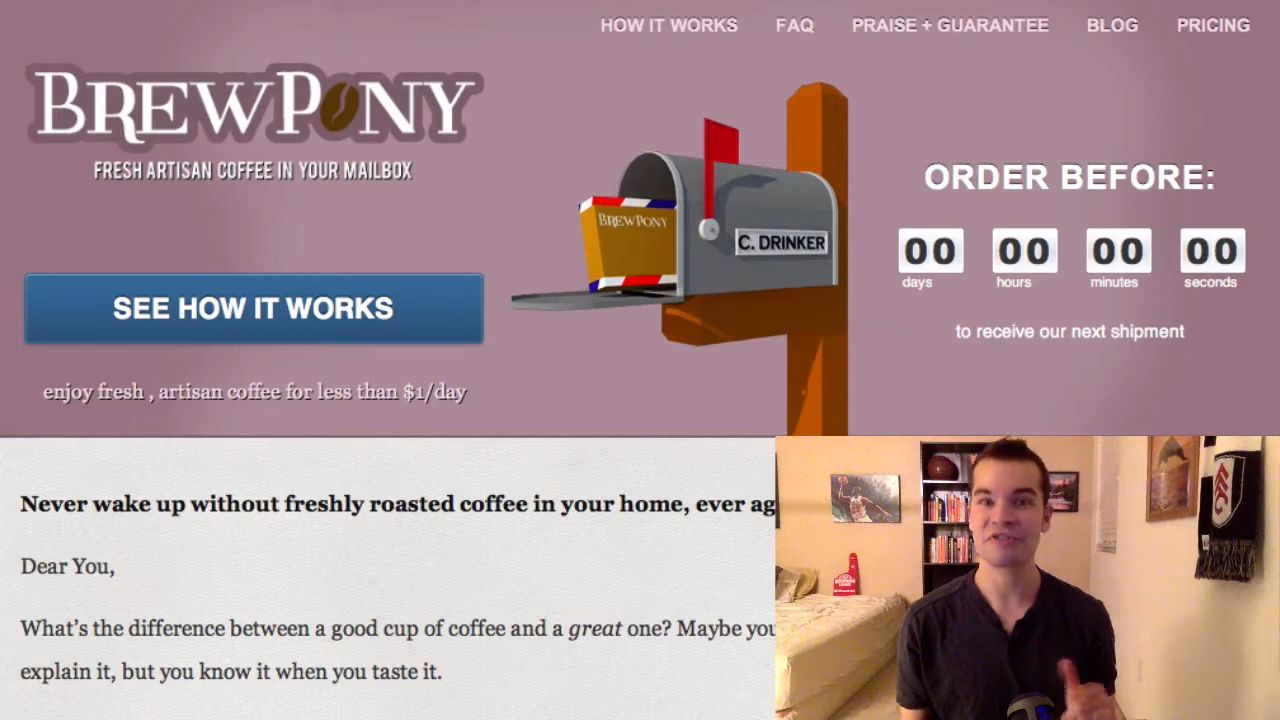 HOW IT WORKS FAQ PRAISE + GUARANTEE BLOG PRICING
BREWPONY
FRESH ARTISAN COFFEE IN YOUR MAILBOX
BREWPONY
C. DRINKER
ORDER BEFORE:
00 00 00 00
days hours minutes seconds
to receive our next shipment
SEE HOW IT WORKS
enjoy fresh , artisan coffee for less than $1/day
Never wake up without freshly roasted coffee in your home, ever ag
Dear You,
What's the difference between a good cup of coffee and a great one? Maybe you
explain it, but you know it when you taste it.